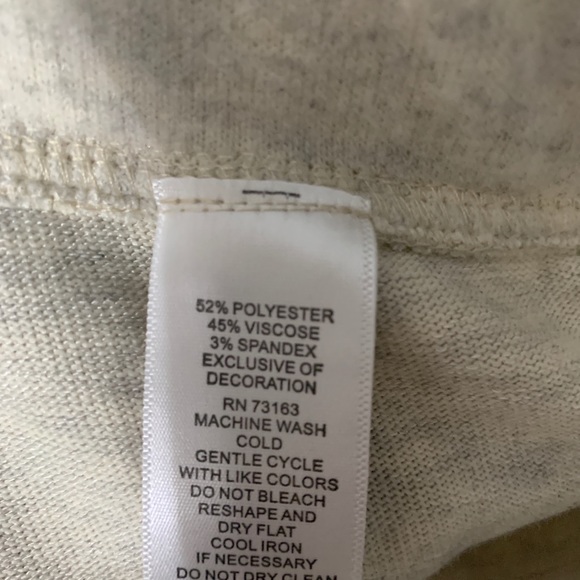 52% POLYESTER
45% VISCOSE
3% SPANDEX
EXCLUSIVE OF
DECORATION
RN 73163
MACHINE WASH
COLD
GENTLE CYCLE
WITH LIKE COLORS
DO NOT BLEACH
RESHAPE AND
DRY FLAT
COOL IRON
IF NECESSARY
DO NOT DRY CLEAN